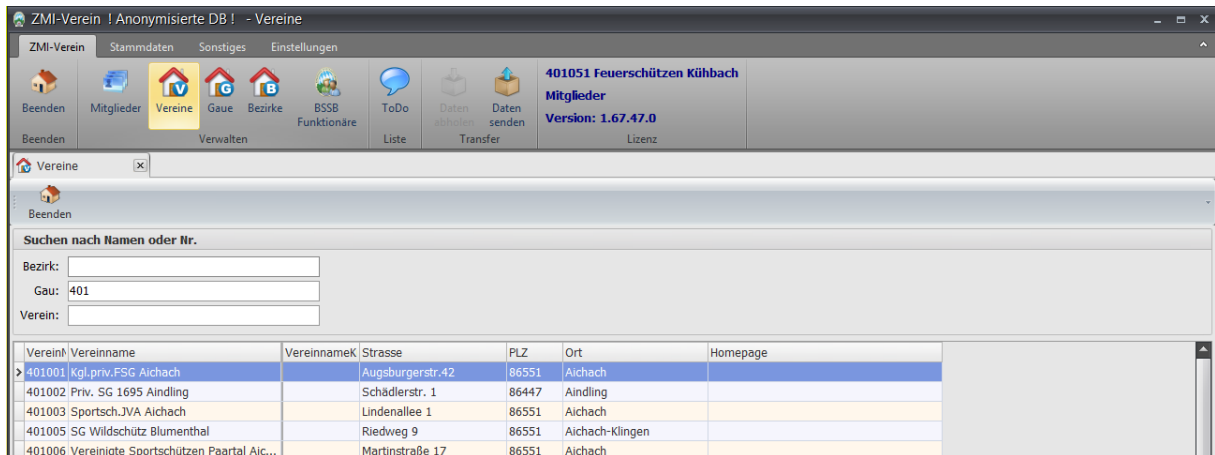 ZMI-Verein ! Anonymisierte DB ! - Vereine
ZMI-Verein Stammdaten Sonstiges Einstellungen
401051 Feuerschützen Kühbach
Mitglieder
Version: 1.67.47.0
Beenden Mitglieder Vereine Gaue Bezirke BSSB Funktionäre ToDo Daten abholen Daten senden
Beenden Verwalten Liste Transfer Lizenz
Vereine
Beenden
Suchen nach Namen oder Nr.
Bezirk:
Gau: 401
Verein:
VereinN Vereinname VereinnameK Strasse PLZ Ort Homepage
401001 Kgl.priv.FSG Aichach Augsburgerstr.42 86551 Aichach
401002 Priv. SG 1695 Aindling Schädlerstr. 1 86447 Aindling
401003 Sportsch.JVA Aichach Lindenallee 1 86551 Aichach
401005 SG Wildschütz Blumenthal Riedweg 9 86551 Aichach-Klingen
401006 Vereinigte Sportschützen Paartal Aic... Martinstraße 17 86551 Aichach